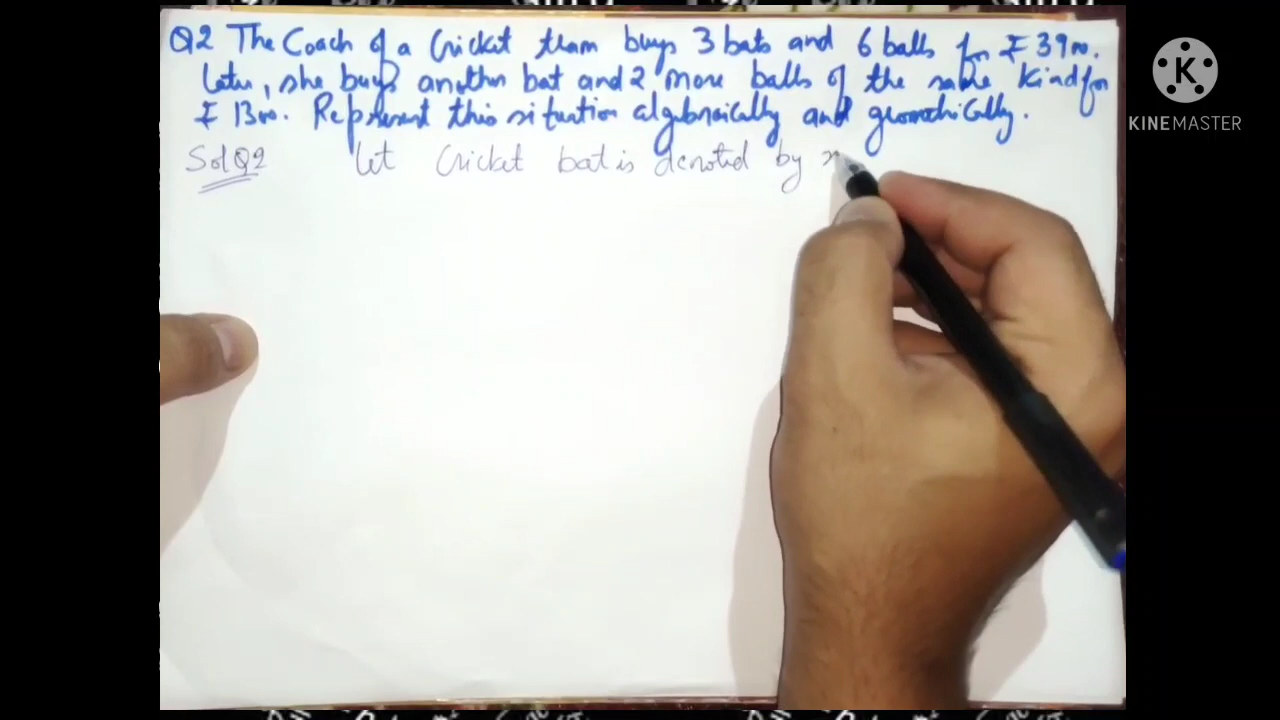 Q2 The Coach of a Cricket team buys 3 bats and 6 balls for ₹ 3900.
Later, she buys another bat and 2 more balls of the same kind for
₹ 1300. Represent this situation algebraically and geometrically.
Sol Q2 Let Cricket bat is denoted by x
K
KINEMASTER